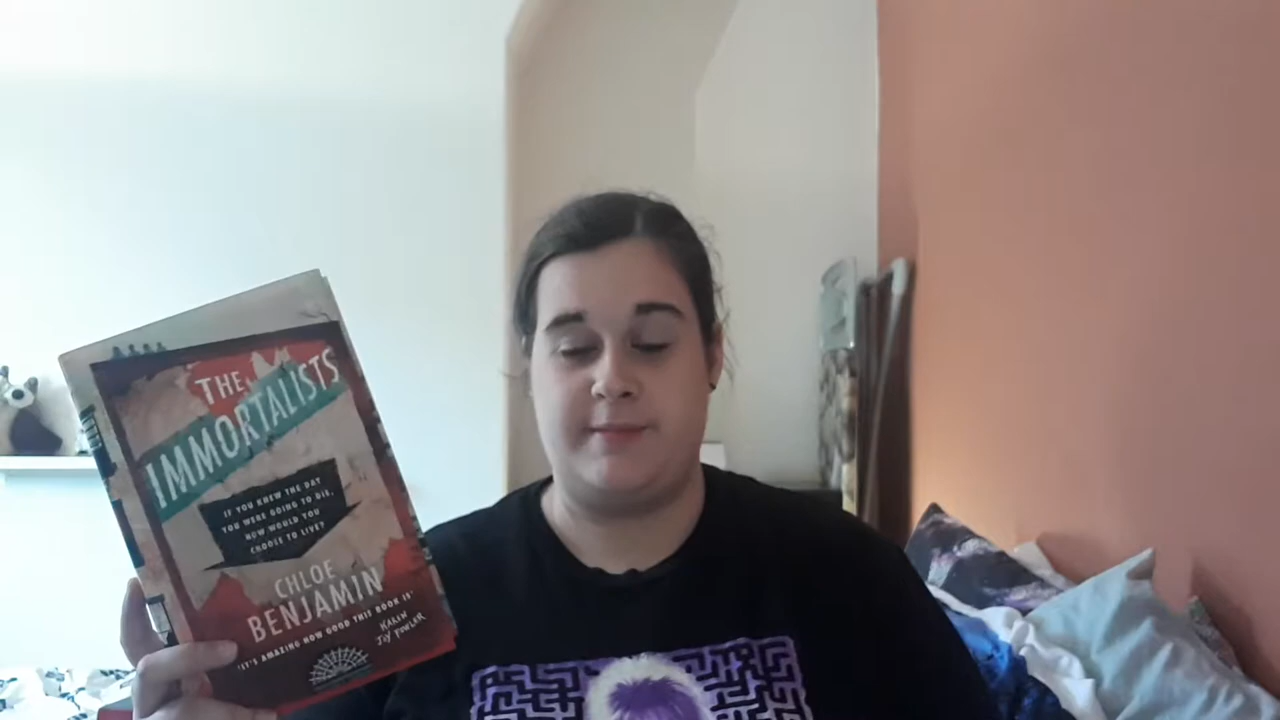 THE
IMMORTALISTS
IF YOU KNEW THE DAY
YOU WERE GOING TO DIE,
HOW WOULD YOU
CHOOSE TO LIVE?
CHLOE
BENJAMIN
'IT'S AMAZING HOW GOOD THIS BOOK IS'
KAREN
JOY FOWLER